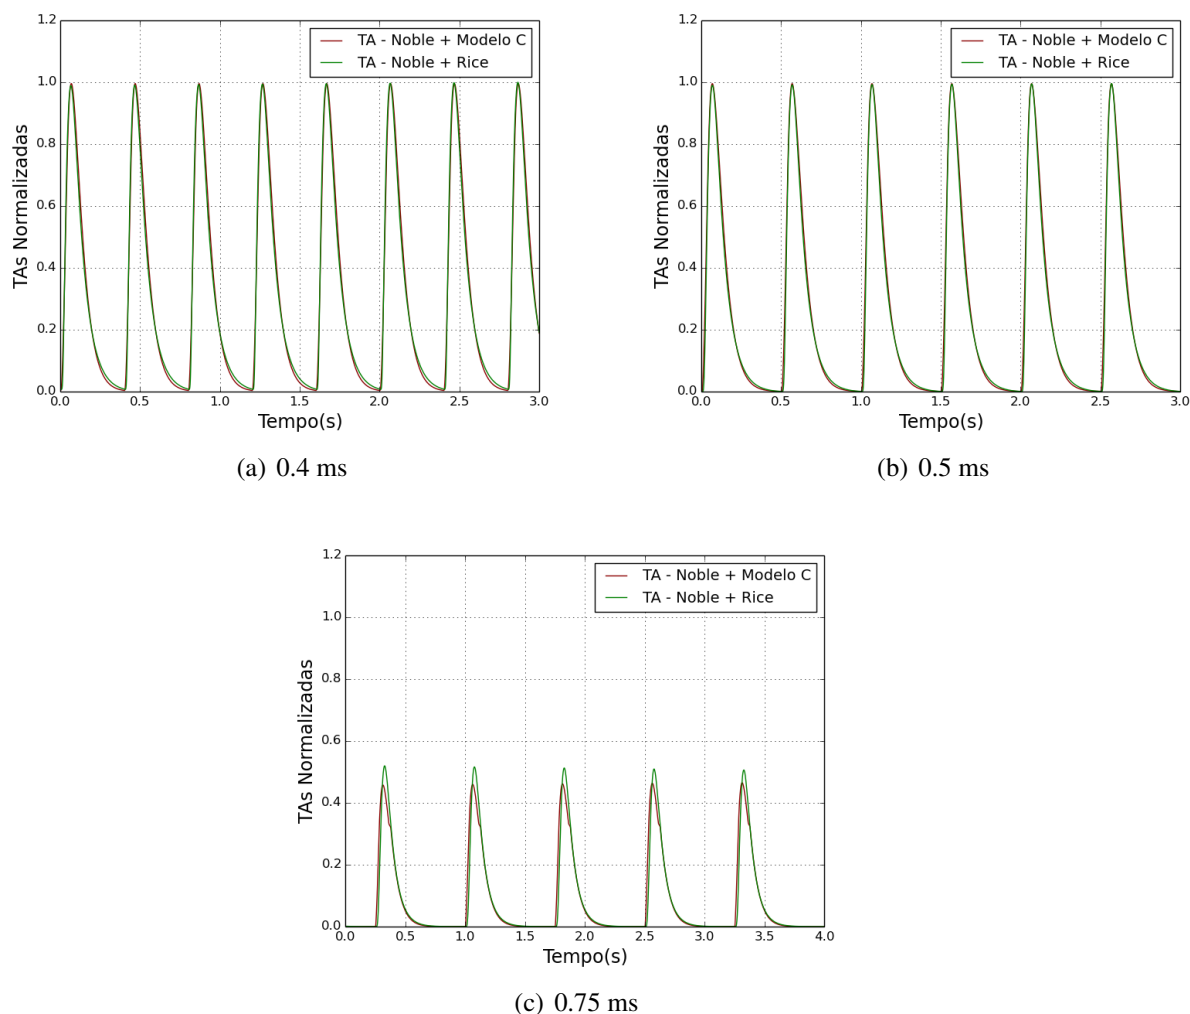 1.2
TA - Noble + Modelo C
TA - Noble + Rice
1.0
0.8
0.6
0.4
0.2
0.0
TAs Normalizadas
0.0 0.5 1.0 1.5 2.0 2.5 3.0
Tempo(s)
(a) 0.4 ms
1.2
TA - Noble + Modelo C
TA - Noble + Rice
1.0
0.8
0.6
0.4
0.2
0.0
TAs Normalizadas
0.0 0.5 1.0 1.5 2.0 2.5 3.0
Tempo(s)
(b) 0.5 ms
1.2
TA - Noble + Modelo C
TA - Noble + Rice
1.0
0.8
0.6
0.4
0.2
0.0
TAs Normalizadas
0.0 0.5 1.0 1.5 2.0 2.5 3.0 3.5 4.0
Tempo(s)
(c) 0.75 ms